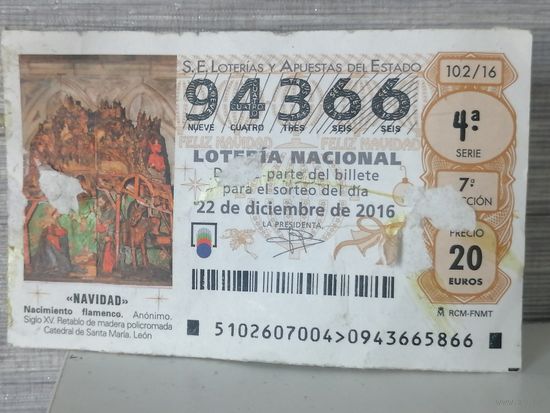 S.E. LOTERÍAS Y APUESTAS DEL ESTADO
94366
NUEVE CUATRO TRES SEIS SEIS
FELIZ NAVIDAD FELIZ NAVIDAD
LOTERÍA NACIONAL
parte del billete
para el sorteo del día
22 de diciembre de 2016
LA PRESIDENTA,
102/16
4ª
SERIE
7ª
PRECIO
20
EUROS
RCM-FNMT
5102607004>0943665866
«NAVIDAD»
Nacimiento flamenco. Anónimo.
Siglo XV. Retablo de madera policromada
Catedral de Santa María. León